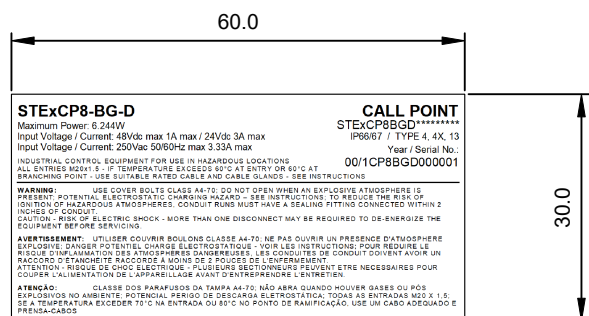 60.0
STExCP8-BG-D
CALL POINT
Maximum Power: 6.244W
STExCP8BGD*********
Input Voltage / Current: 48Vdc max 1A max / 24Vdc 3A max
IP66/67 / TYPE 4, 4X, 13
Input Voltage / Current: 250Vac 50/60Hz max 3.33A max
Year / Serial No.:
00/1CP8BGD000001
INDUSTRIAL CONTROL EQUIPMENT FOR USE IN HAZARDOUS LOCATIONS
ALL ENTRIES M20x1.5 - IF TEMPERATURE EXCEEDS 60°C AT ENTRY OR 60°C AT
BRANCHING POINT - USE SUITABLE RATED CABLE AND CABLE GLANDS - SEE INSTRUCTIONS
WARNING: USE COVER BOLTS CLASS A4-70; DO NOT OPEN WHEN AN EXPLOSIVE ATMOSPHERE IS
PRESENT; POTENTIAL ELECTROSTATIC CHARGING HAZARD – SEE INSTRUCTIONS; TO REDUCE THE RISK OF
IGNITION OF HAZARDOUS ATMOSPHERES, CONDUIT RUNS MUST HAVE A SEALING FITTING CONNECTED WITHIN 2
INCHES OF CONDUIT.
CAUTION - RISK OF ELECTRIC SHOCK - MORE THAN ONE DISCONNECT MAY BE REQUIRED TO DE-ENERGIZE THE
EQUIPMENT BEFORE SERVICING.
AVERTISSEMENT: UTILISER COUVRIR BOULONS CLASSE A4-70; NE PAS OUVRIR UN PRESENCE D'ATMOSPHERE
EXPLOSIVE; DANGER POTENTIEL CHARGE ÉLECTROSTATIQUE - VOIR LES INSTRUCTIONS; POUR REDUIRE LE
RISQUE D'INFLAMMATION DES ATMOSPHERES DANGEREUSES, LES CONDUITES DE CONDUIT DOIVENT AVOIR UN
RACCORD D'ETANCHEITE RACCORDÉ À MOINS DE 2 POUCES DE L'ENFERMEMENT.
ATTENTION - RISQUE DE CHOC ELECTRIQUE - PLUSIEURS SECTIONNEURS PEUVENT ETRE NECESSAIRES POUR
COUPER L'ALIMENTATION DE L'APPAREILLAGE AVANT D'ENTREPRENDRE L'ENTRETIEN.
ATENÇÃO: CLASSE DOS PARAFUSOS DA TAMPA A4-70; NÃO ABRA QUANDO HOUVER GASES OU PÓS
EXPLOSIVOS NO AMBIENTE; POTENCIAL PERIGO DE DESCARGA ELETROSTÁTICA; TODAS AS ENTRADAS M20 X 1,5;
SE A TEMPERATURA EXCEDER 70°C NA ENTRADA OU 80°C NO PONTO DE RAMIFICAÇÃO, USE UM CABO ADEQUADO E
PRENSA-CABOS
30.0